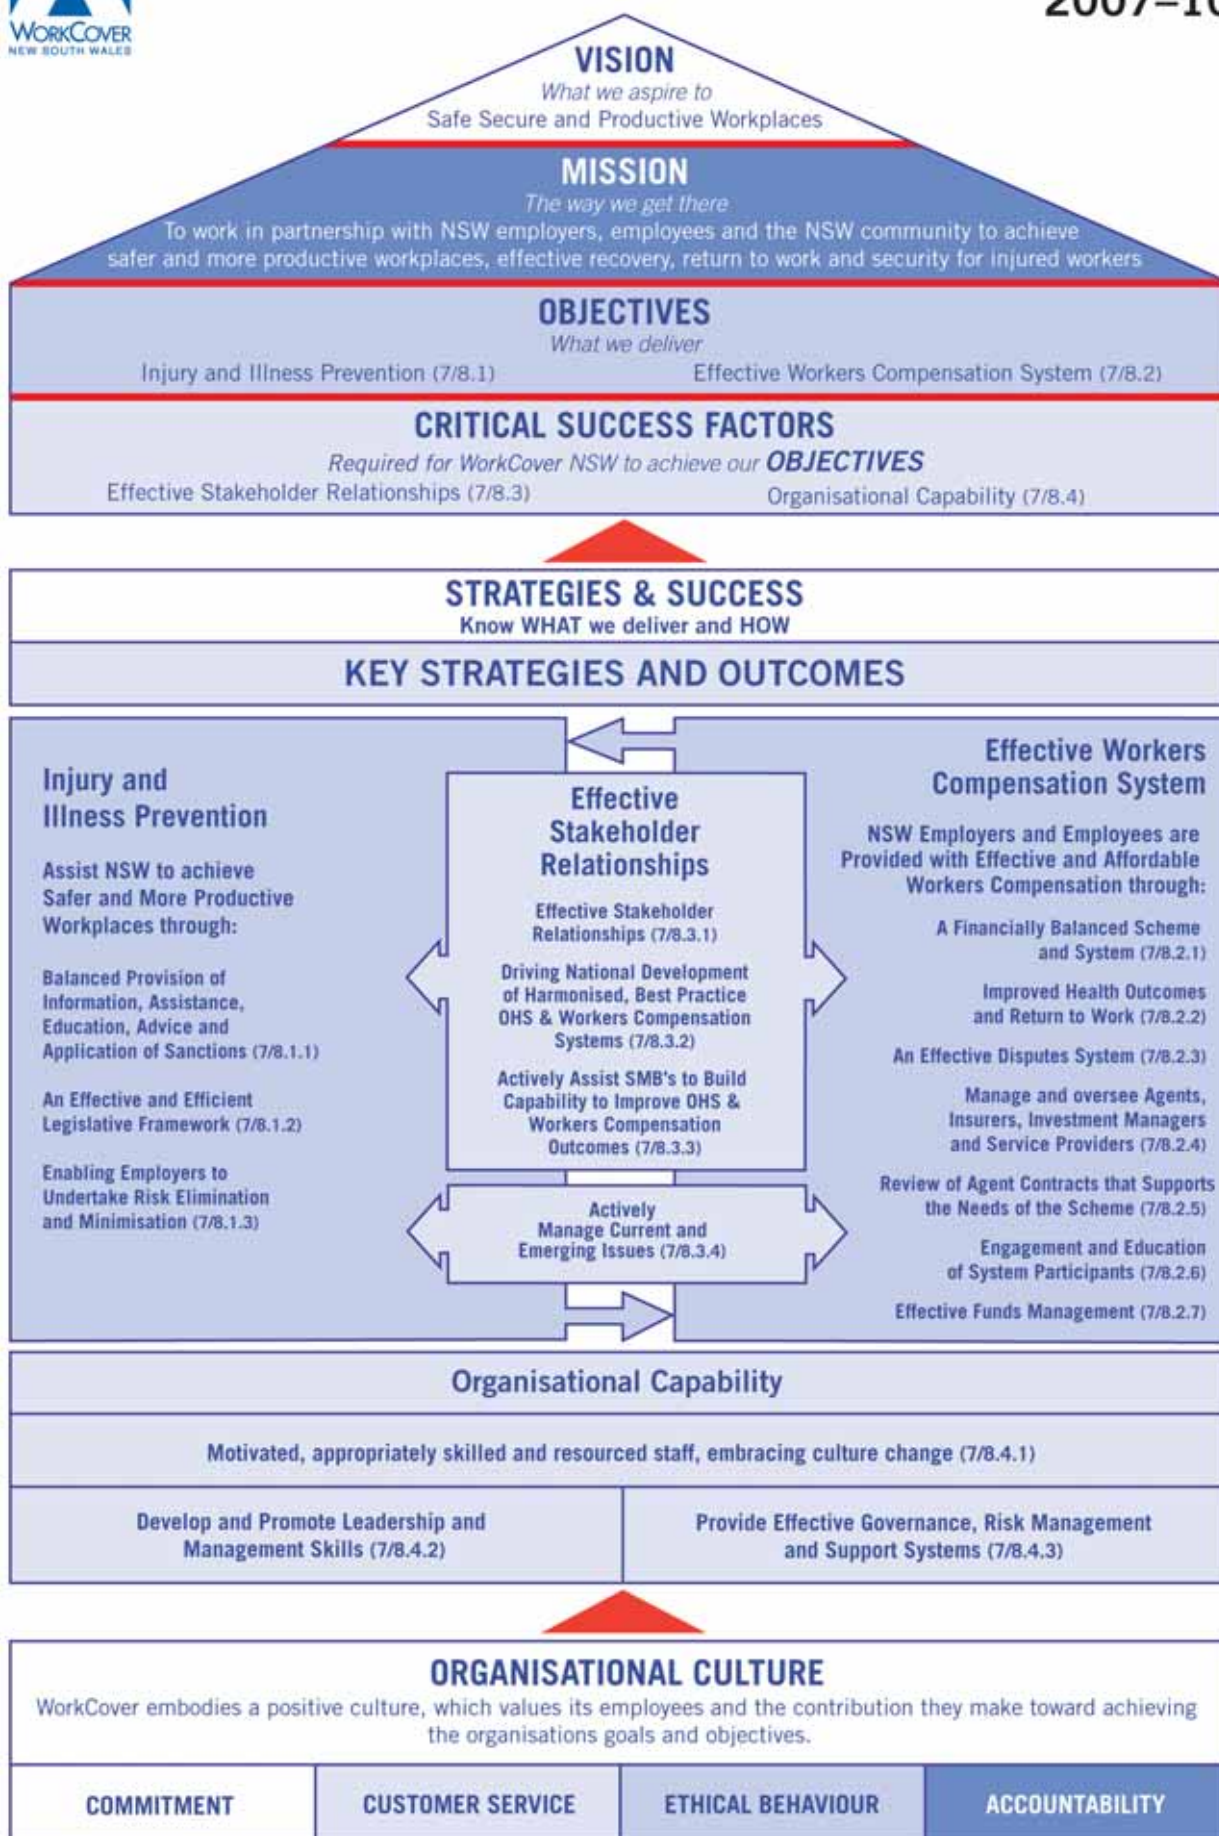 WORKCOVER
NEW SOUTH WALES
2007–10
VISION
What we aspire to
Safe Secure and Productive Workplaces
MISSION
The way we get there
To work in partnership with NSW employers, employees and the NSW community to achieve
safer and more productive workplaces, effective recovery, return to work and security for injured workers
OBJECTIVES
What we deliver
Injury and Illness Prevention (7/8.1)
Effective Workers Compensation System (7/8.2)
CRITICAL SUCCESS FACTORS
Required for WorkCover NSW to achieve our OBJECTIVES
Effective Stakeholder Relationships (7/8.3)
Organisational Capability (7/8.4)
STRATEGIES & SUCCESS
Know WHAT we deliver and HOW
KEY STRATEGIES AND OUTCOMES
Injury and
Illness Prevention
Assist NSW to achieve
Safer and More Productive
Workplaces through:
Balanced Provision of
Information, Assistance,
Education, Advice and
Application of Sanctions (7/8.1.1)
An Effective and Efficient
Legislative Framework (7/8.1.2)
Enabling Employers to
Undertake Risk Elimination
and Minimisation (7/8.1.3)
Effective
Stakeholder
Relationships
Effective Stakeholder
Relationships (7/8.3.1)
Driving National Development
of Harmonised, Best Practice
OHS & Workers Compensation
Systems (7/8.3.2)
Actively Assist SMB's to Build
Capability to Improve OHS &
Workers Compensation
Outcomes (7/8.3.3)
Actively
Manage Current and
Emerging Issues (7/8.3.4)
Effective Workers
Compensation System
NSW Employers and Employees are
Provided with Effective and Affordable
Workers Compensation through:
A Financially Balanced Scheme
and System (7/8.2.1)
Improved Health Outcomes
and Return to Work (7/8.2.2)
An Effective Disputes System (7/8.2.3)
Manage and oversee Agents,
Insurers, Investment Managers
and Service Providers (7/8.2.4)
Review of Agent Contracts that Supports
the Needs of the Scheme (7/8.2.5)
Engagement and Education
of System Participants (7/8.2.6)
Effective Funds Management (7/8.2.7)
Organisational Capability
Motivated, appropriately skilled and resourced staff, embracing culture change (7/8.4.1)
Develop and Promote Leadership and
Management Skills (7/8.4.2)
Provide Effective Governance, Risk Management
and Support Systems (7/8.4.3)
ORGANISATIONAL CULTURE
WorkCover embodies a positive culture, which values its employees and the contribution they make toward achieving
the organisations goals and objectives.
COMMITMENT
CUSTOMER SERVICE
ETHICAL BEHAVIOUR
ACCOUNTABILITY